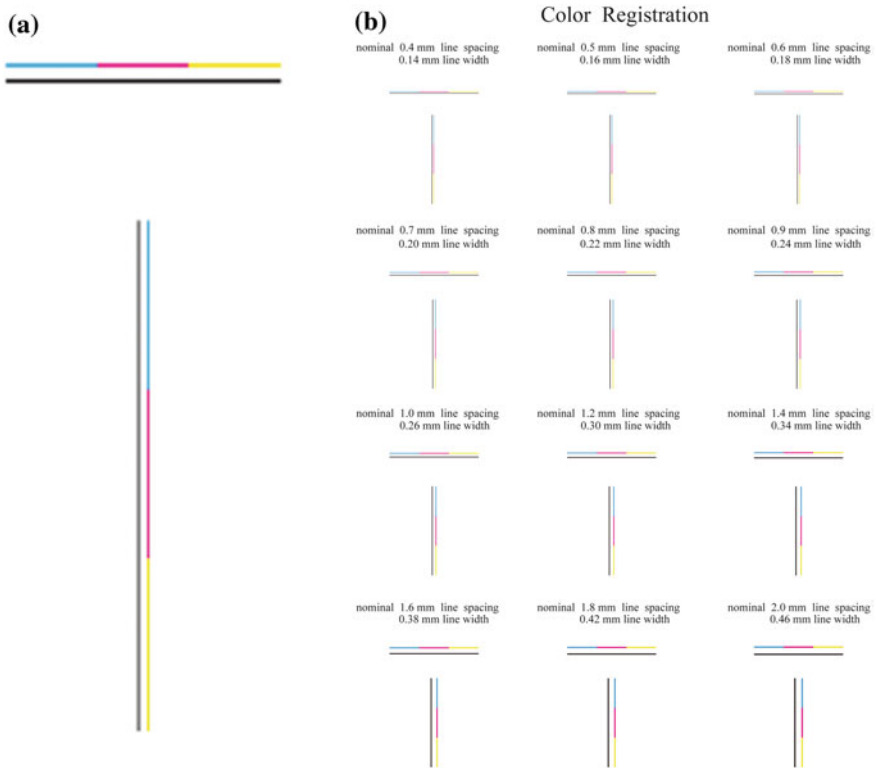 (a)
(b)
Color Registration
nominal 0.4 mm line spacing
0.14 mm line width
nominal 0.5 mm line spacing
0.16 mm line width
nominal 0.6 mm line spacing
0.18 mm line width
nominal 0.7 mm line spacing
0.20 mm line width
nominal 0.8 mm line spacing
0.22 mm line width
nominal 0.9 mm line spacing
0.24 mm line width
nominal 1.0 mm line spacing
0.26 mm line width
nominal 1.2 mm line spacing
0.30 mm line width
nominal 1.4 mm line spacing
0.34 mm line width
nominal 1.6 mm line spacing
0.38 mm line width
nominal 1.8 mm line spacing
0.42 mm line width
nominal 2.0 mm line spacing
0.46 mm line width